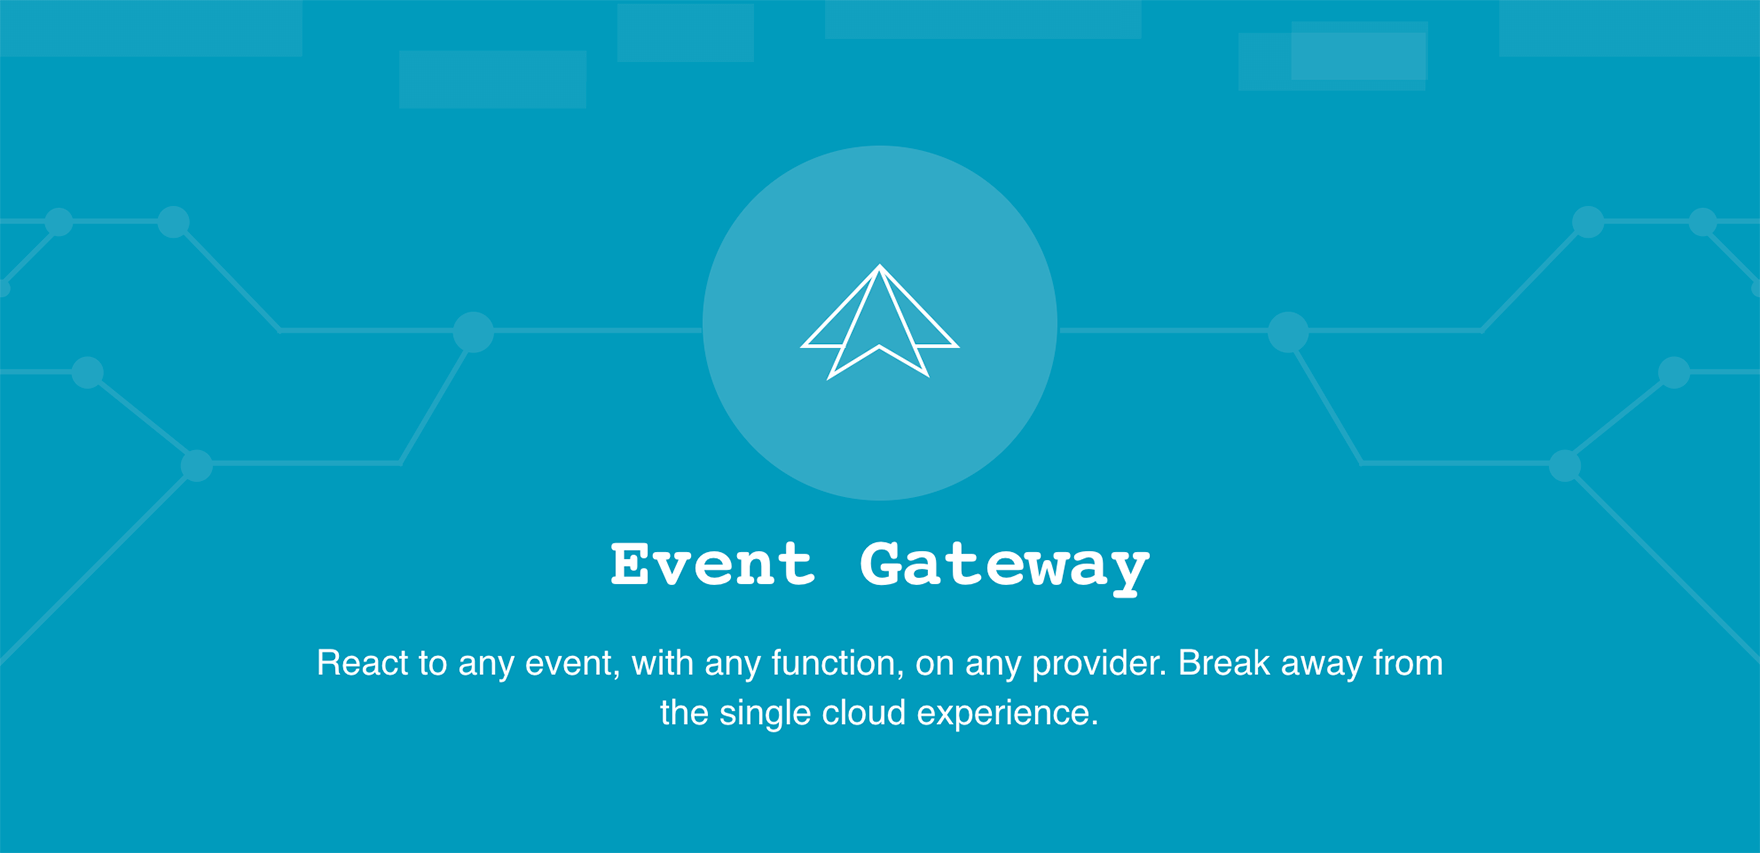 Event Gateway
React to any event, with any function, on any provider. Break away from
the single cloud experience.